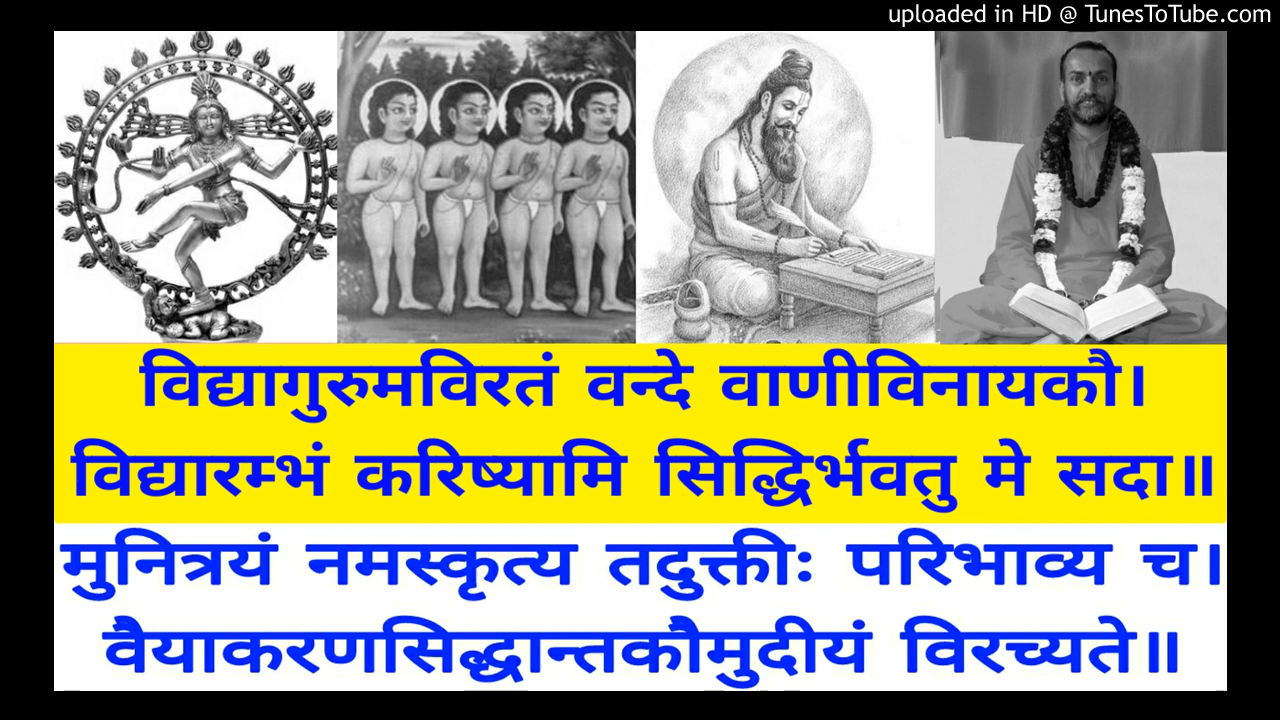 uploaded in HD @ TunesToTube.com
विद्यागुरुमविरतं वन्दे वाणीविनायकौ।
विद्यारम्भं करिष्यामि सिद्धिर्भवतु मे सदा॥
मुनित्रयं नमस्कृत्य तदुक्तीः परिभाव्य च।
वैयाकरणसिद्धान्तकौमुदीयं विरच्यते॥